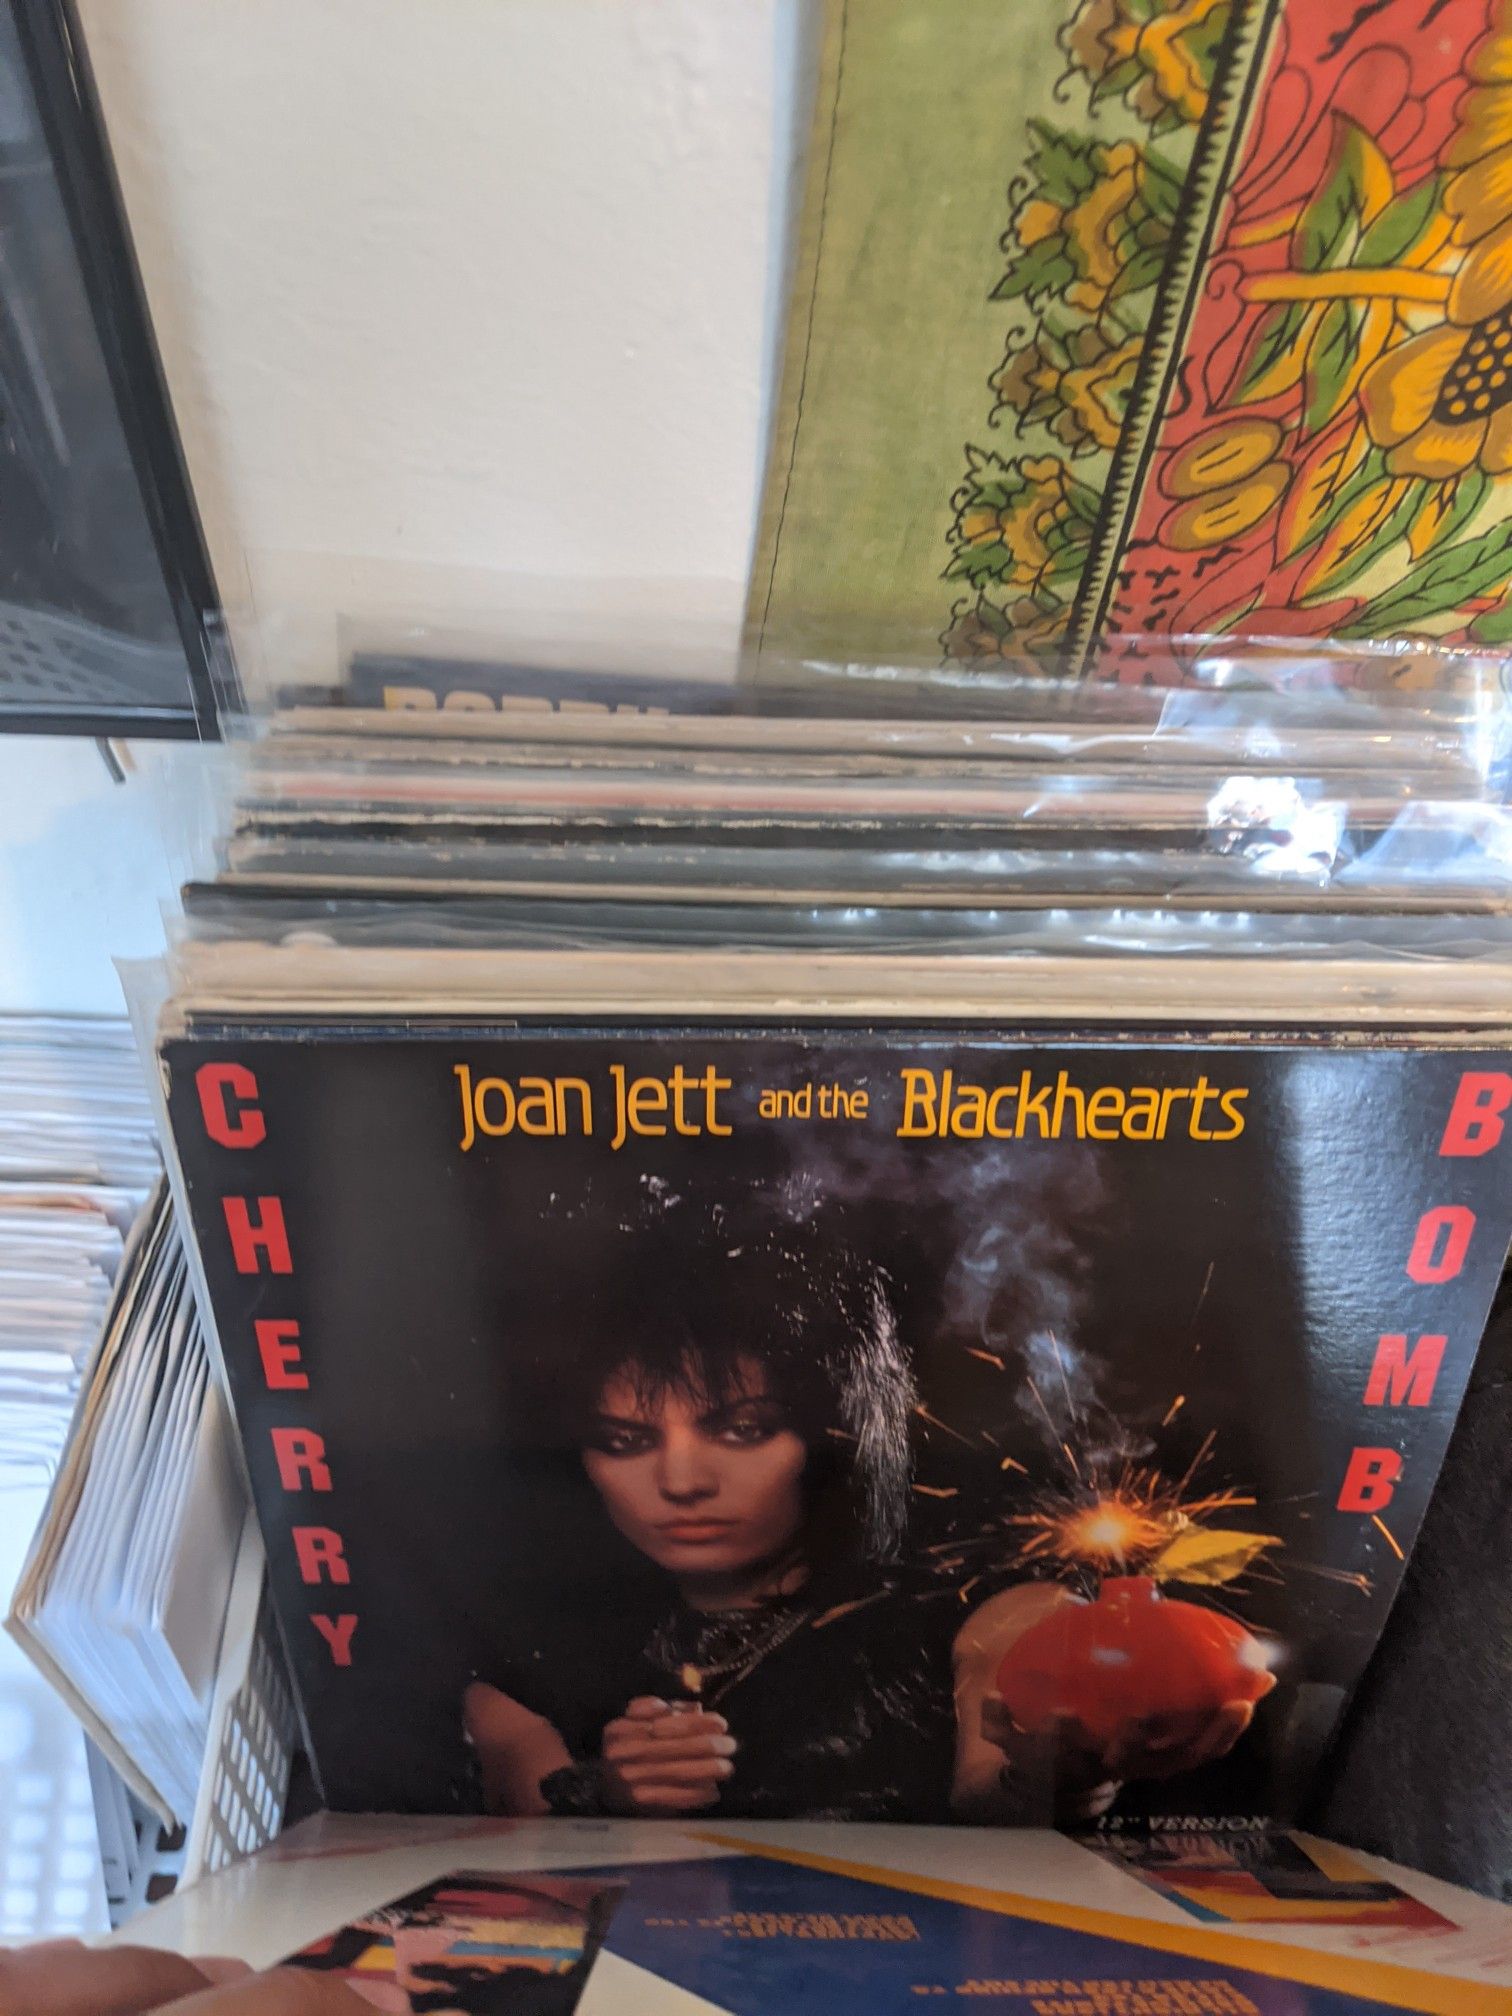 Joan Jett and the Blackhearts
CHERRY
BOMB
12" VERSION